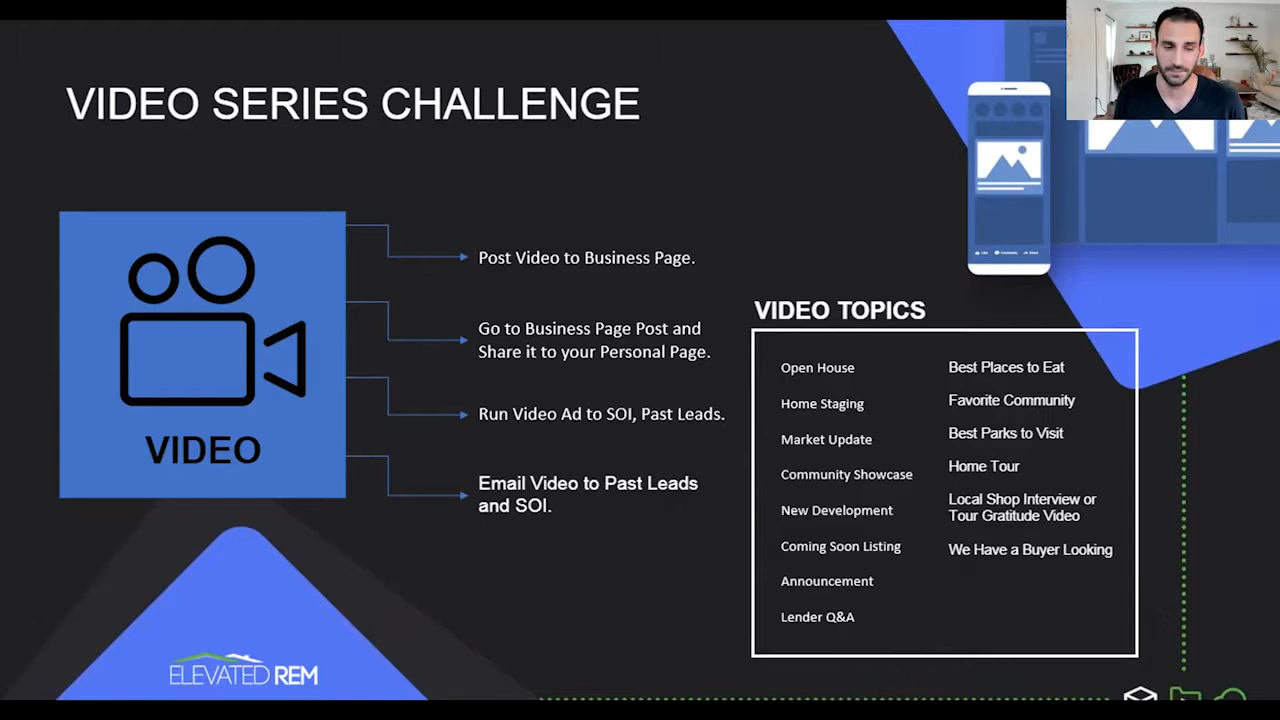 VIDEO SERIES CHALLENGE
VIDEO
Post Video to Business Page.
Go to Business Page Post and
Share it to your Personal Page.
Run Video Ad to SOI, Past Leads.
Email Video to Past Leads
and SOI.
VIDEO TOPICS
Open House
Home Staging
Market Update
Community Showcase
New Development
Coming Soon Listing
Announcement
Lender Q&A
Best Places to Eat
Favorite Community
Best Parks to Visit
Home Tour
Local Shop Interview or
Tour Gratitude Video
We Have a Buyer Looking
ELEVATED REM